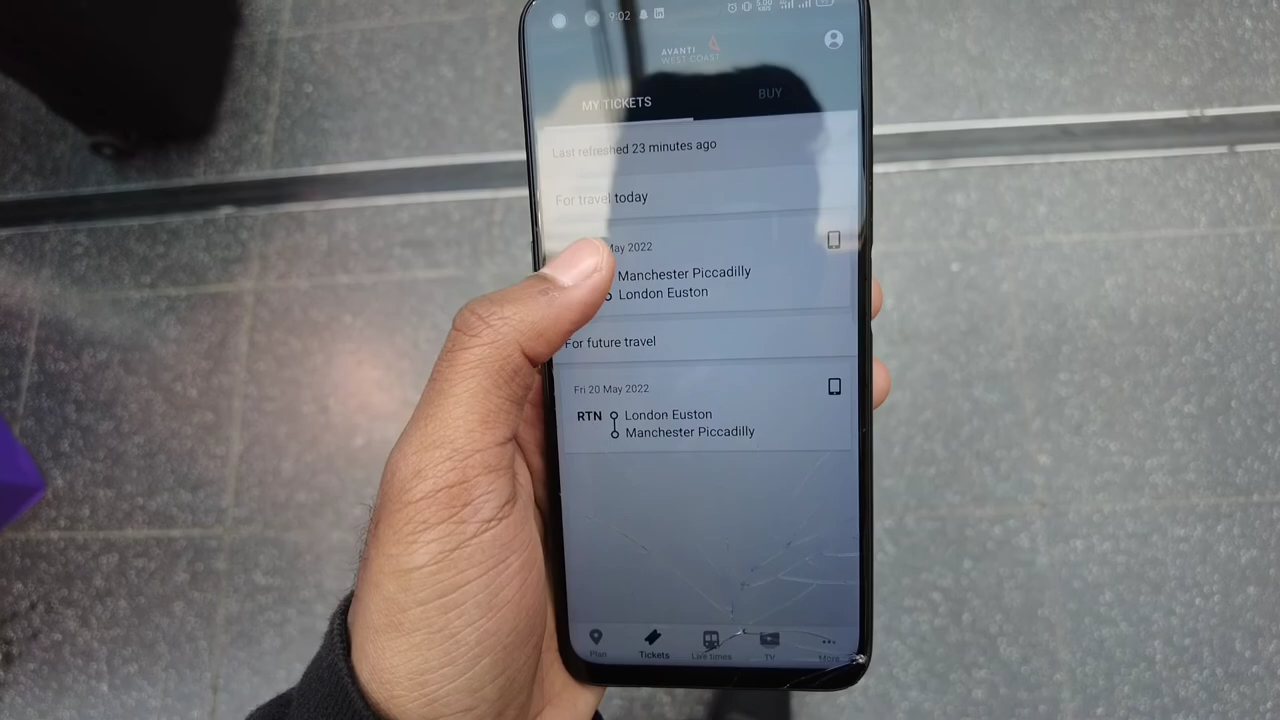 9:02
5.00
AVANTI
WEST COAST
MY TICKETS
BUY
Last refreshed 23 minutes ago
For travel today
May 2022
Manchester Piccadilly
London Euston
For future travel
Fri 20 May 2022
RTN
London Euston
Manchester Piccadilly
Plan
Tickets
Live times
TV
More